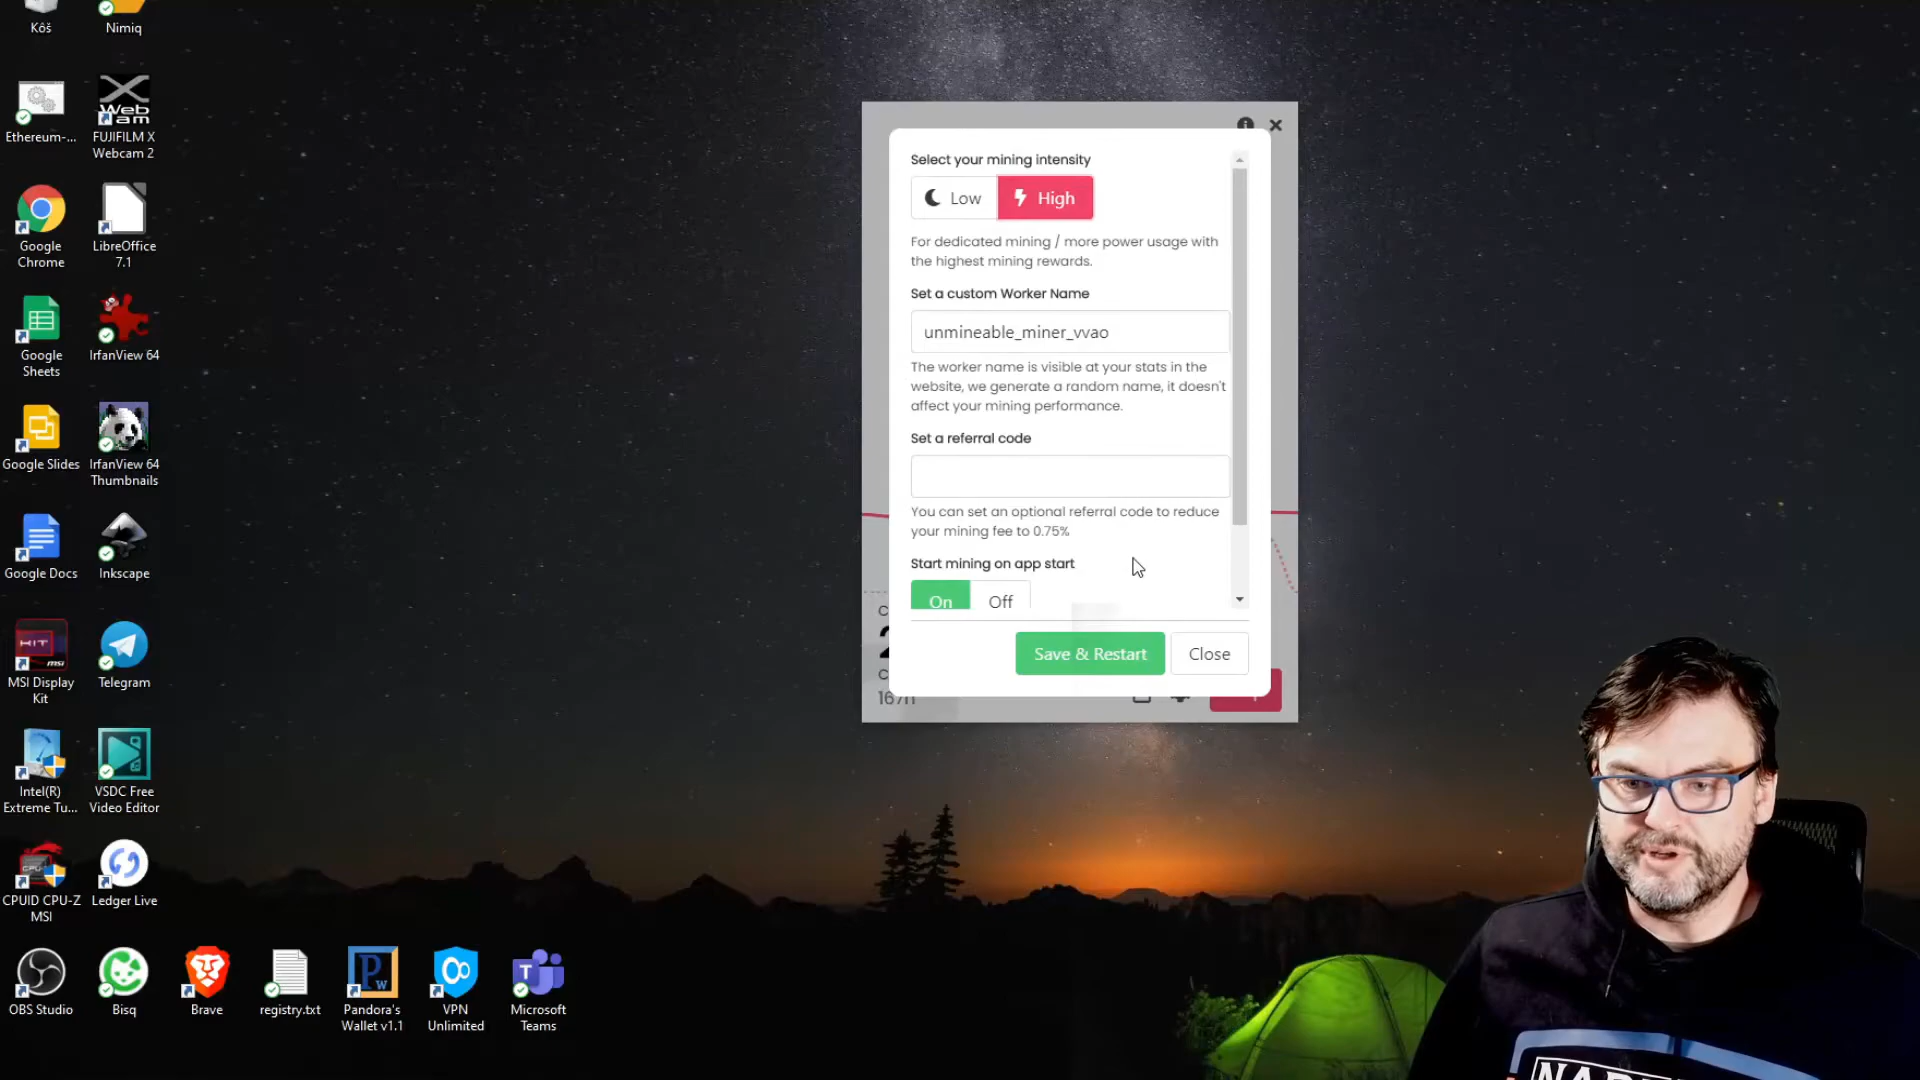 Kôš
Nimiq
Ethereum-...
FUJIFILM X
Webcam 2
Web
am
Google
Chrome
LibreOffice
7.1
Google
Sheets
IrfanView 64
Google Slides
IrfanView 64
Thumbnails
Google Docs
Inkscape
KIT
msi
MSI Display
Kit
Telegram
Intel(R)
Extreme Tu...
VSDC Free
Video Editor
CPU
CPUID CPU-Z
MSI
Ledger Live
OBS Studio
Bisq
Brave
registry.txt
P
W
Pandora's
Wallet v1.1
VPN
Unlimited
T
Microsoft
Teams
Select your mining intensity
Low
High
For dedicated mining / more power usage with
the highest mining rewards.
Set a custom Worker Name
unmineable_miner_vvao
The worker name is visible at your stats in the
website, we generate a random name, it doesn't
affect your mining performance.
Set a referral code
You can set an optional referral code to reduce
your mining fee to 0.75%
Start mining on app start
On
Off
Save & Restart
Close